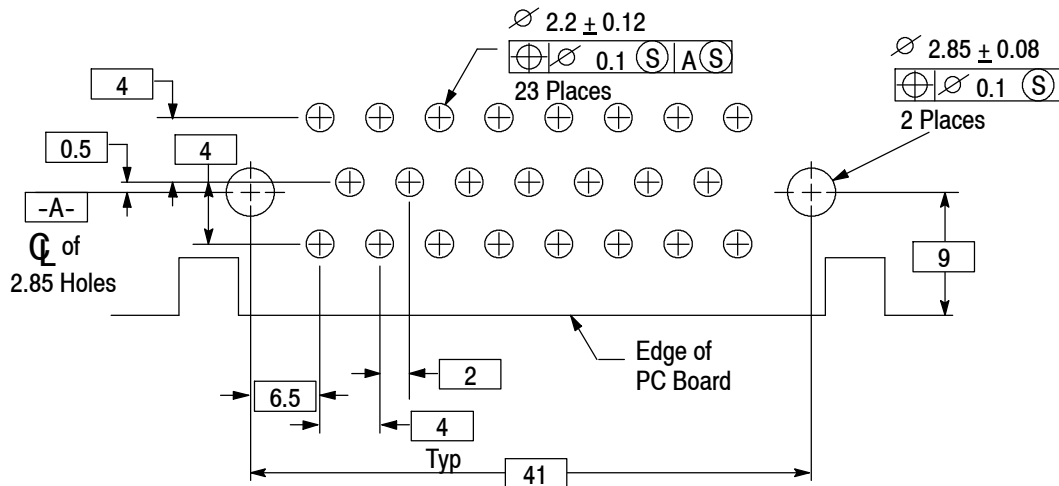 ⌀ 2.2 ± 0.12
⌖ ⌀ 0.1 Ⓢ A Ⓢ
23 Places
⌀ 2.85 ± 0.08
⌖ ⌀ 0.1 Ⓢ
2 Places
4
0.5
4
-A-
℄ of
2.85 Holes
9
Edge of
PC Board
2
6.5
4
Typ
41